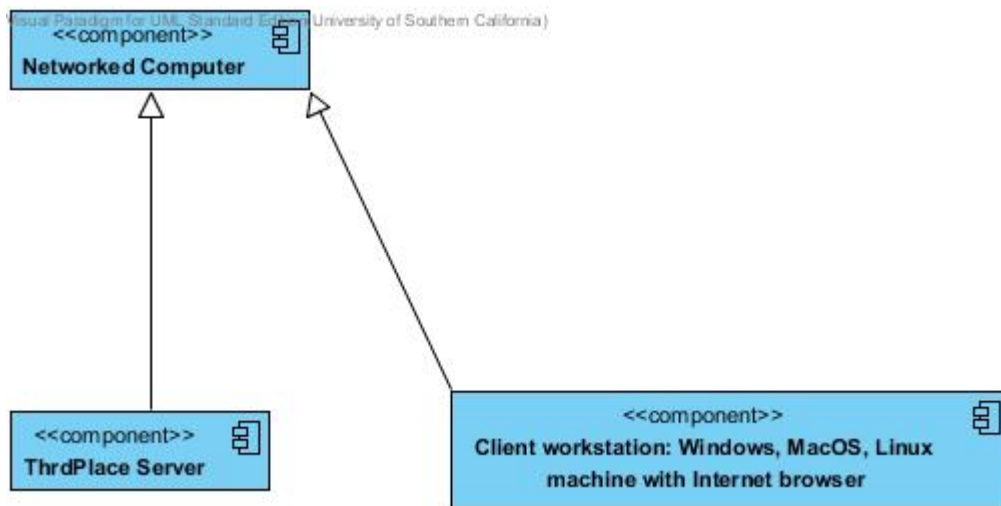 Visual Paradigm for UML Standard Edition University of Southern California)
<<component>>
Networked Computer
<<component>>
ThrdPlace Server
<<component>>
Client workstation: Windows, MacOS, Linux
machine with Internet browser